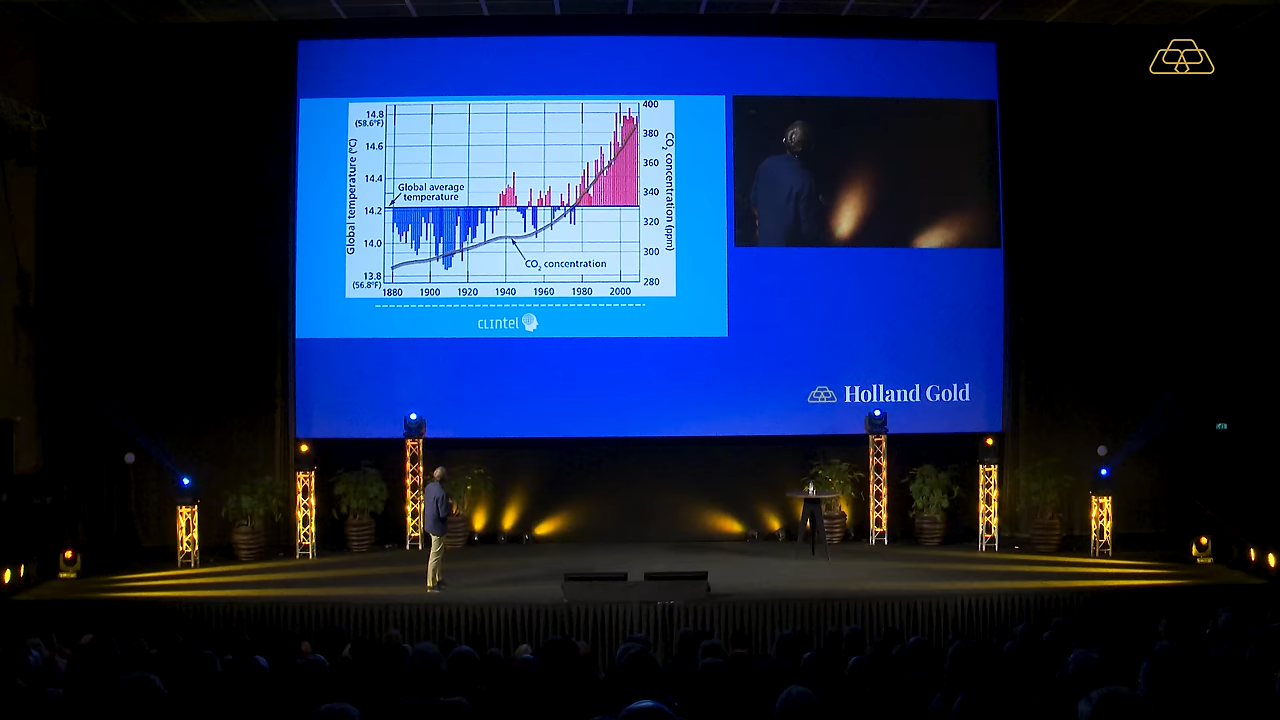 14.8
(58.6°F)
14.6
14.4
14.2
14.0
13.8
(56.8°F)
Global temperature (°C)
Global average
temperature
CO₂ concentration
400
380
360
340
320
300
280
CO₂ concentration (ppm)
1880 1900 1920 1940 1960 1980 2000
CLINTEL
Holland Gold